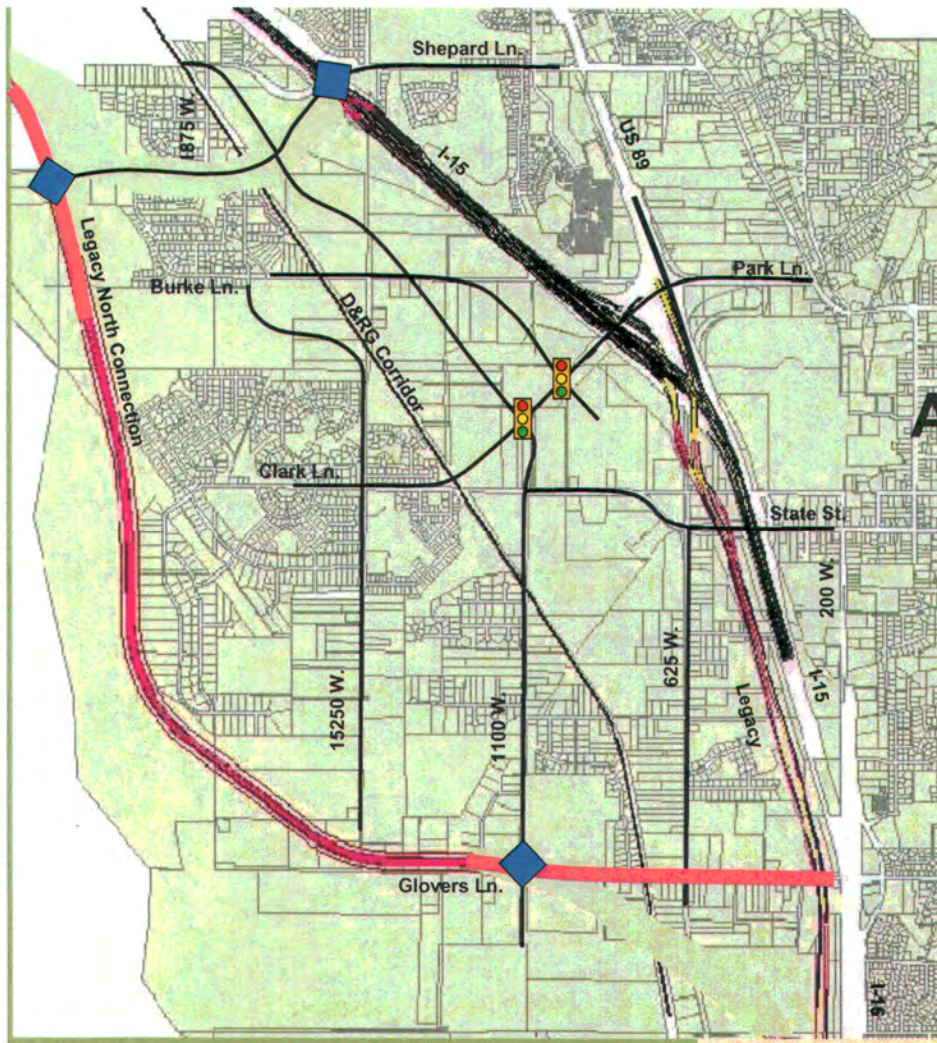 Shepard Ln.
1875 W.
US 89
I-15
Park Ln.
Legacy North Connection
Burke Ln.
D&RG Corridor
A
Clark Ln.
State St.
200 W.
625 W.
I-15
15250 W.
1100 W.
Legacy
Glovers Ln.
I-15